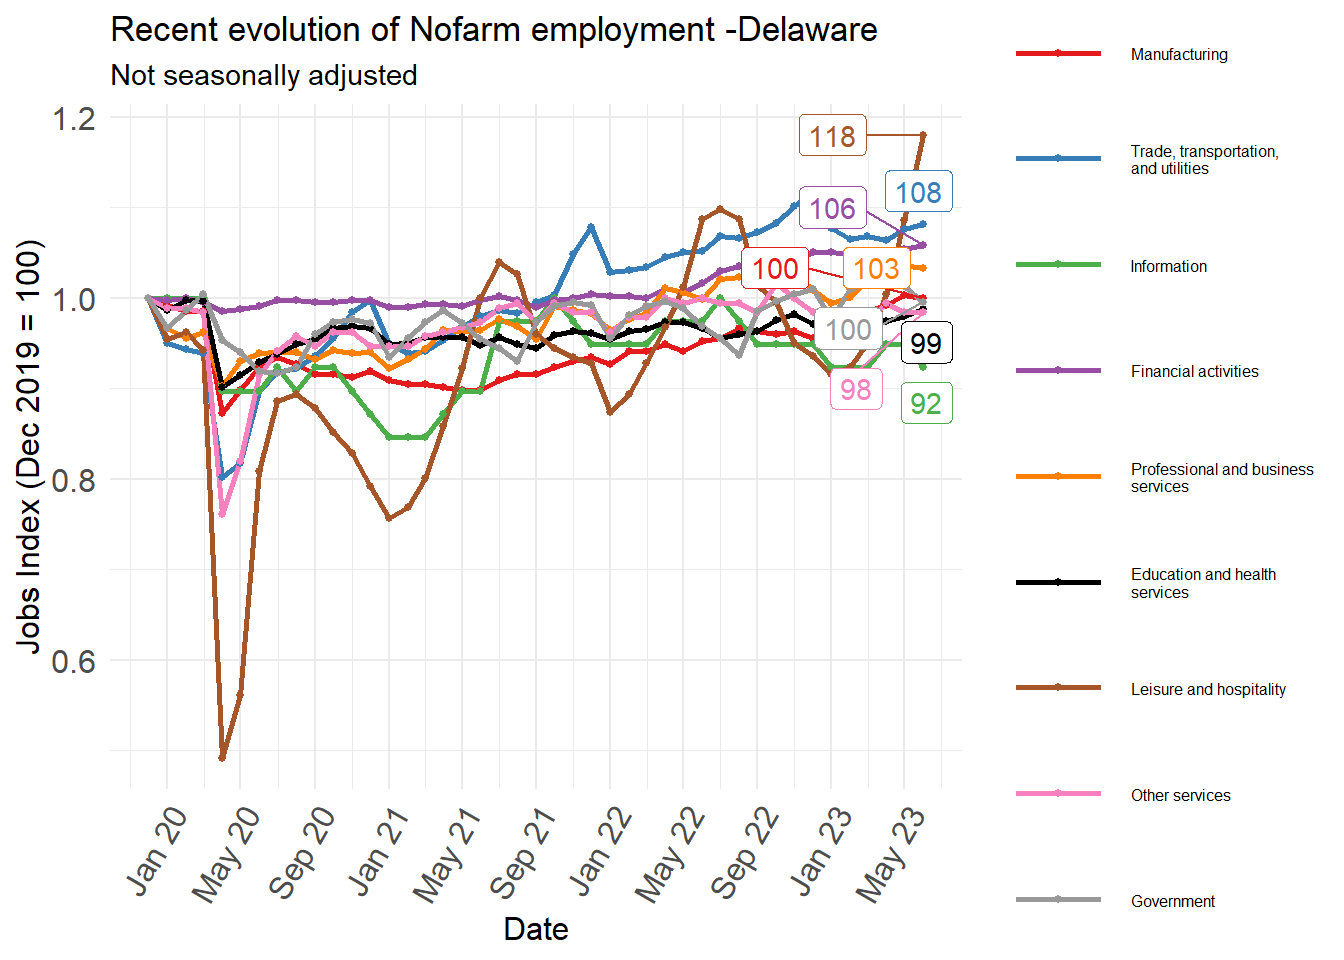 Recent evolution of Nofarm employment -Delaware
Not seasonally adjusted
Jobs Index (Dec 2019 = 100)
1.2
1.0
0.8
0.6
118
108
106
100
103
100
99
98
92
Jan 20
May 20
Sep 20
Jan 21
May 21
Sep 21
Jan 22
May 22
Sep 22
Jan 23
May 23
Date
Manufacturing
Trade, transportation,
and utilities
Information
Financial activities
Professional and business
services
Education and health
services
Leisure and hospitality
Other services
Government